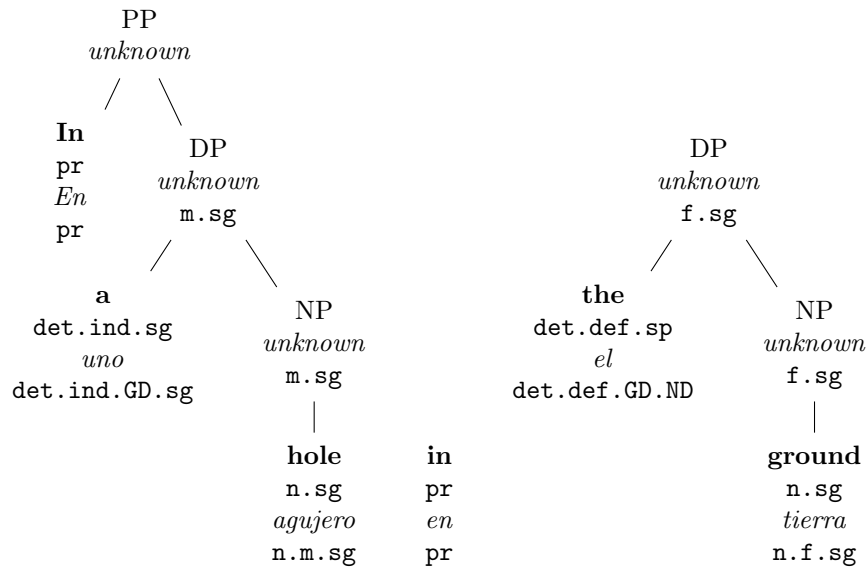 PP
unknown
In
pr
En
pr
DP
unknown
m.sg
a
det.ind.sg
uno
det.ind.GD.sg
NP
unknown
m.sg
hole
n.sg
agujero
n.m.sg
in
pr
en
pr
DP
unknown
f.sg
the
det.def.sp
el
det.def.GD.ND
NP
unknown
f.sg
ground
n.sg
tierra
n.f.sg